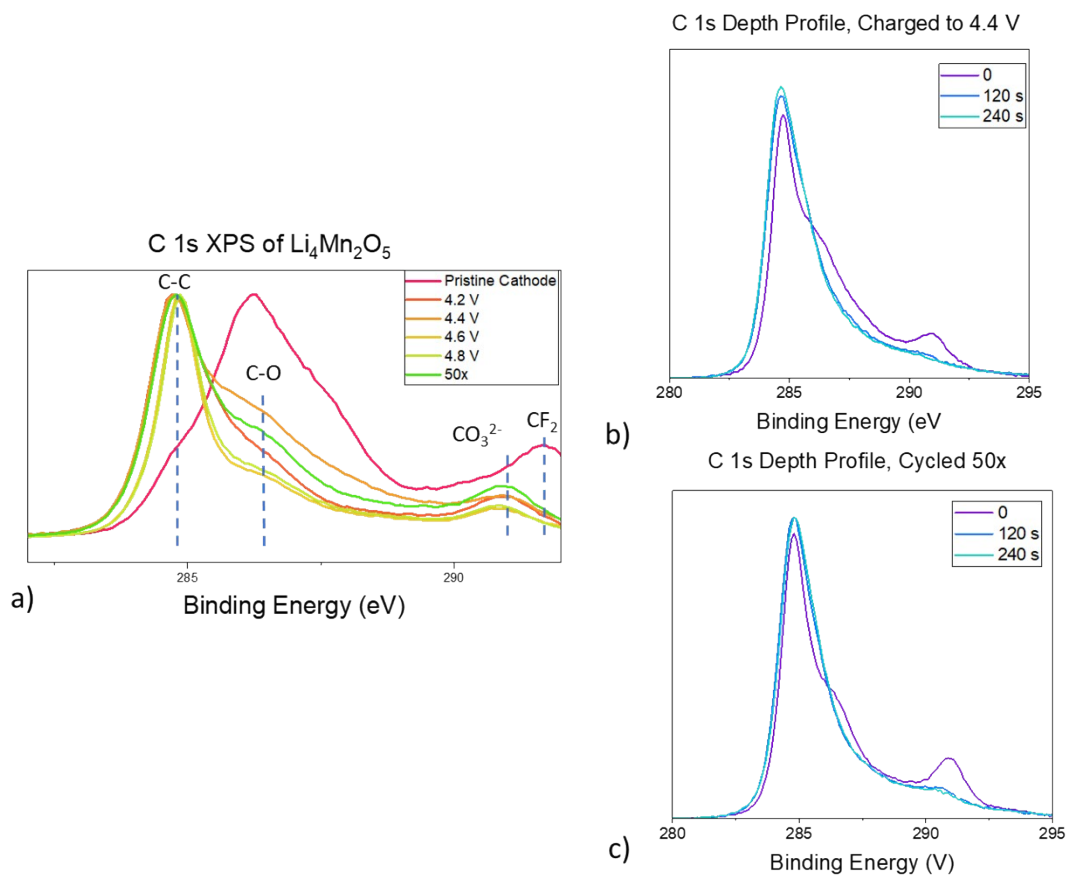 C 1s XPS of Li₄Mn₂O₅
C-C
C-O
CO₃²⁻
CF₂
Pristine Cathode
4.2 V
4.4 V
4.6 V
4.8 V
50x
285
290
Binding Energy (eV)
a)
C 1s Depth Profile, Charged to 4.4 V
0
120 s
240 s
280
285
290
295
Binding Energy (eV
b)
C 1s Depth Profile, Cycled 50x
0
120 s
240 s
280
285
290
295
Binding Energy (V)
c)